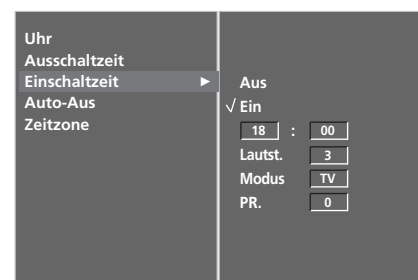 Uhr
Ausschaltzeit
Einschaltzeit ►
Auto-Aus
Zeitzone
Aus
√ Ein
18 : 00
Lautst. 3
Modus TV
PR. 0